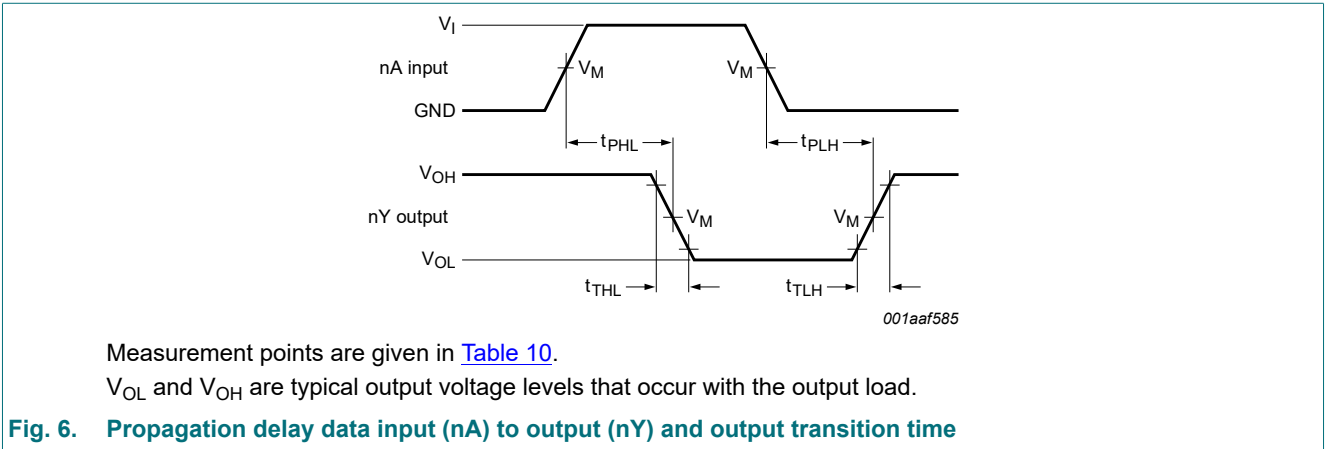 V_I
nA input
V_M
V_M
GND
t_PHL
t_PLH
V_OH
nY output
V_M
V_M
V_OL
t_THL
t_TLH
001aaf585
Measurement points are given in Table 10.
V_OL and V_OH are typical output voltage levels that occur with the output load.
Fig. 6. Propagation delay data input (nA) to output (nY) and output transition time